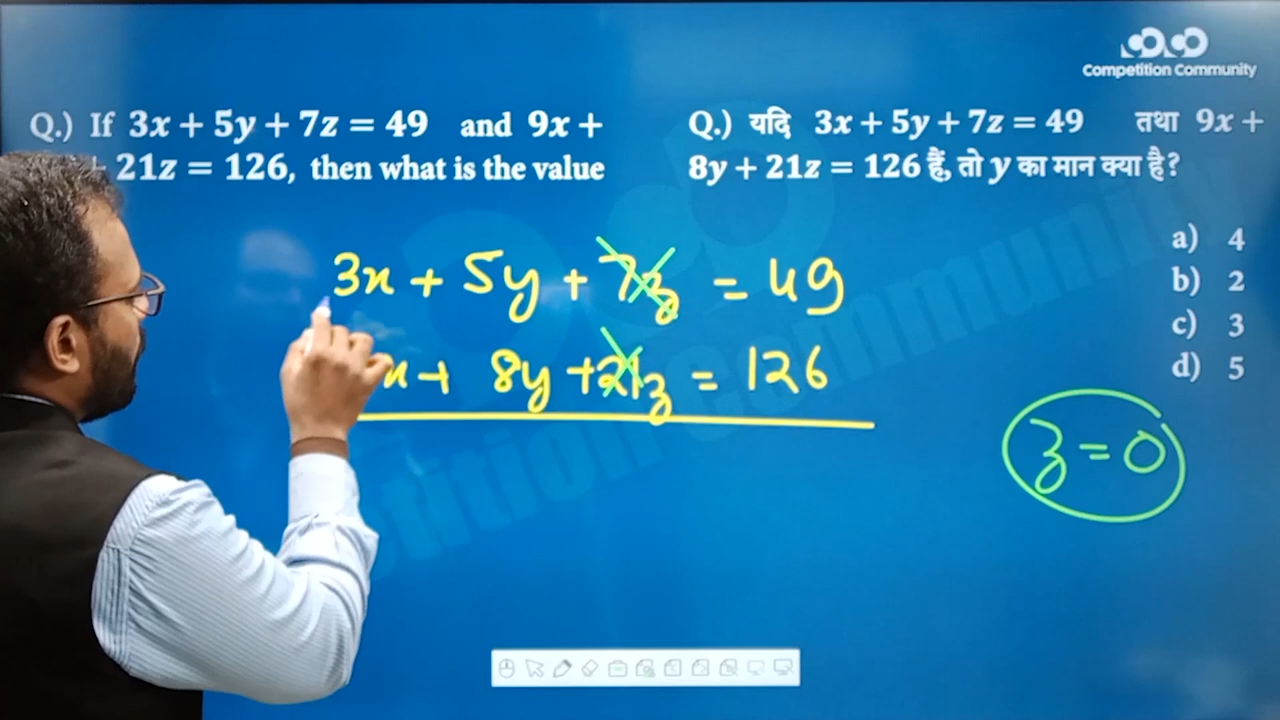 Competition Community
Q.) If 3x + 5y + 7z = 49 and 9x +
+ 21z = 126, then what is the value
Q.) यदि 3x + 5y + 7z = 49 तथा 9x +
8y + 21z = 126 हैं, तो y का मान क्या है?
a) 4
b) 2
c) 3
d) 5
3x + 5y + 7z = 49
x + 8y + 21z = 126
z = 0